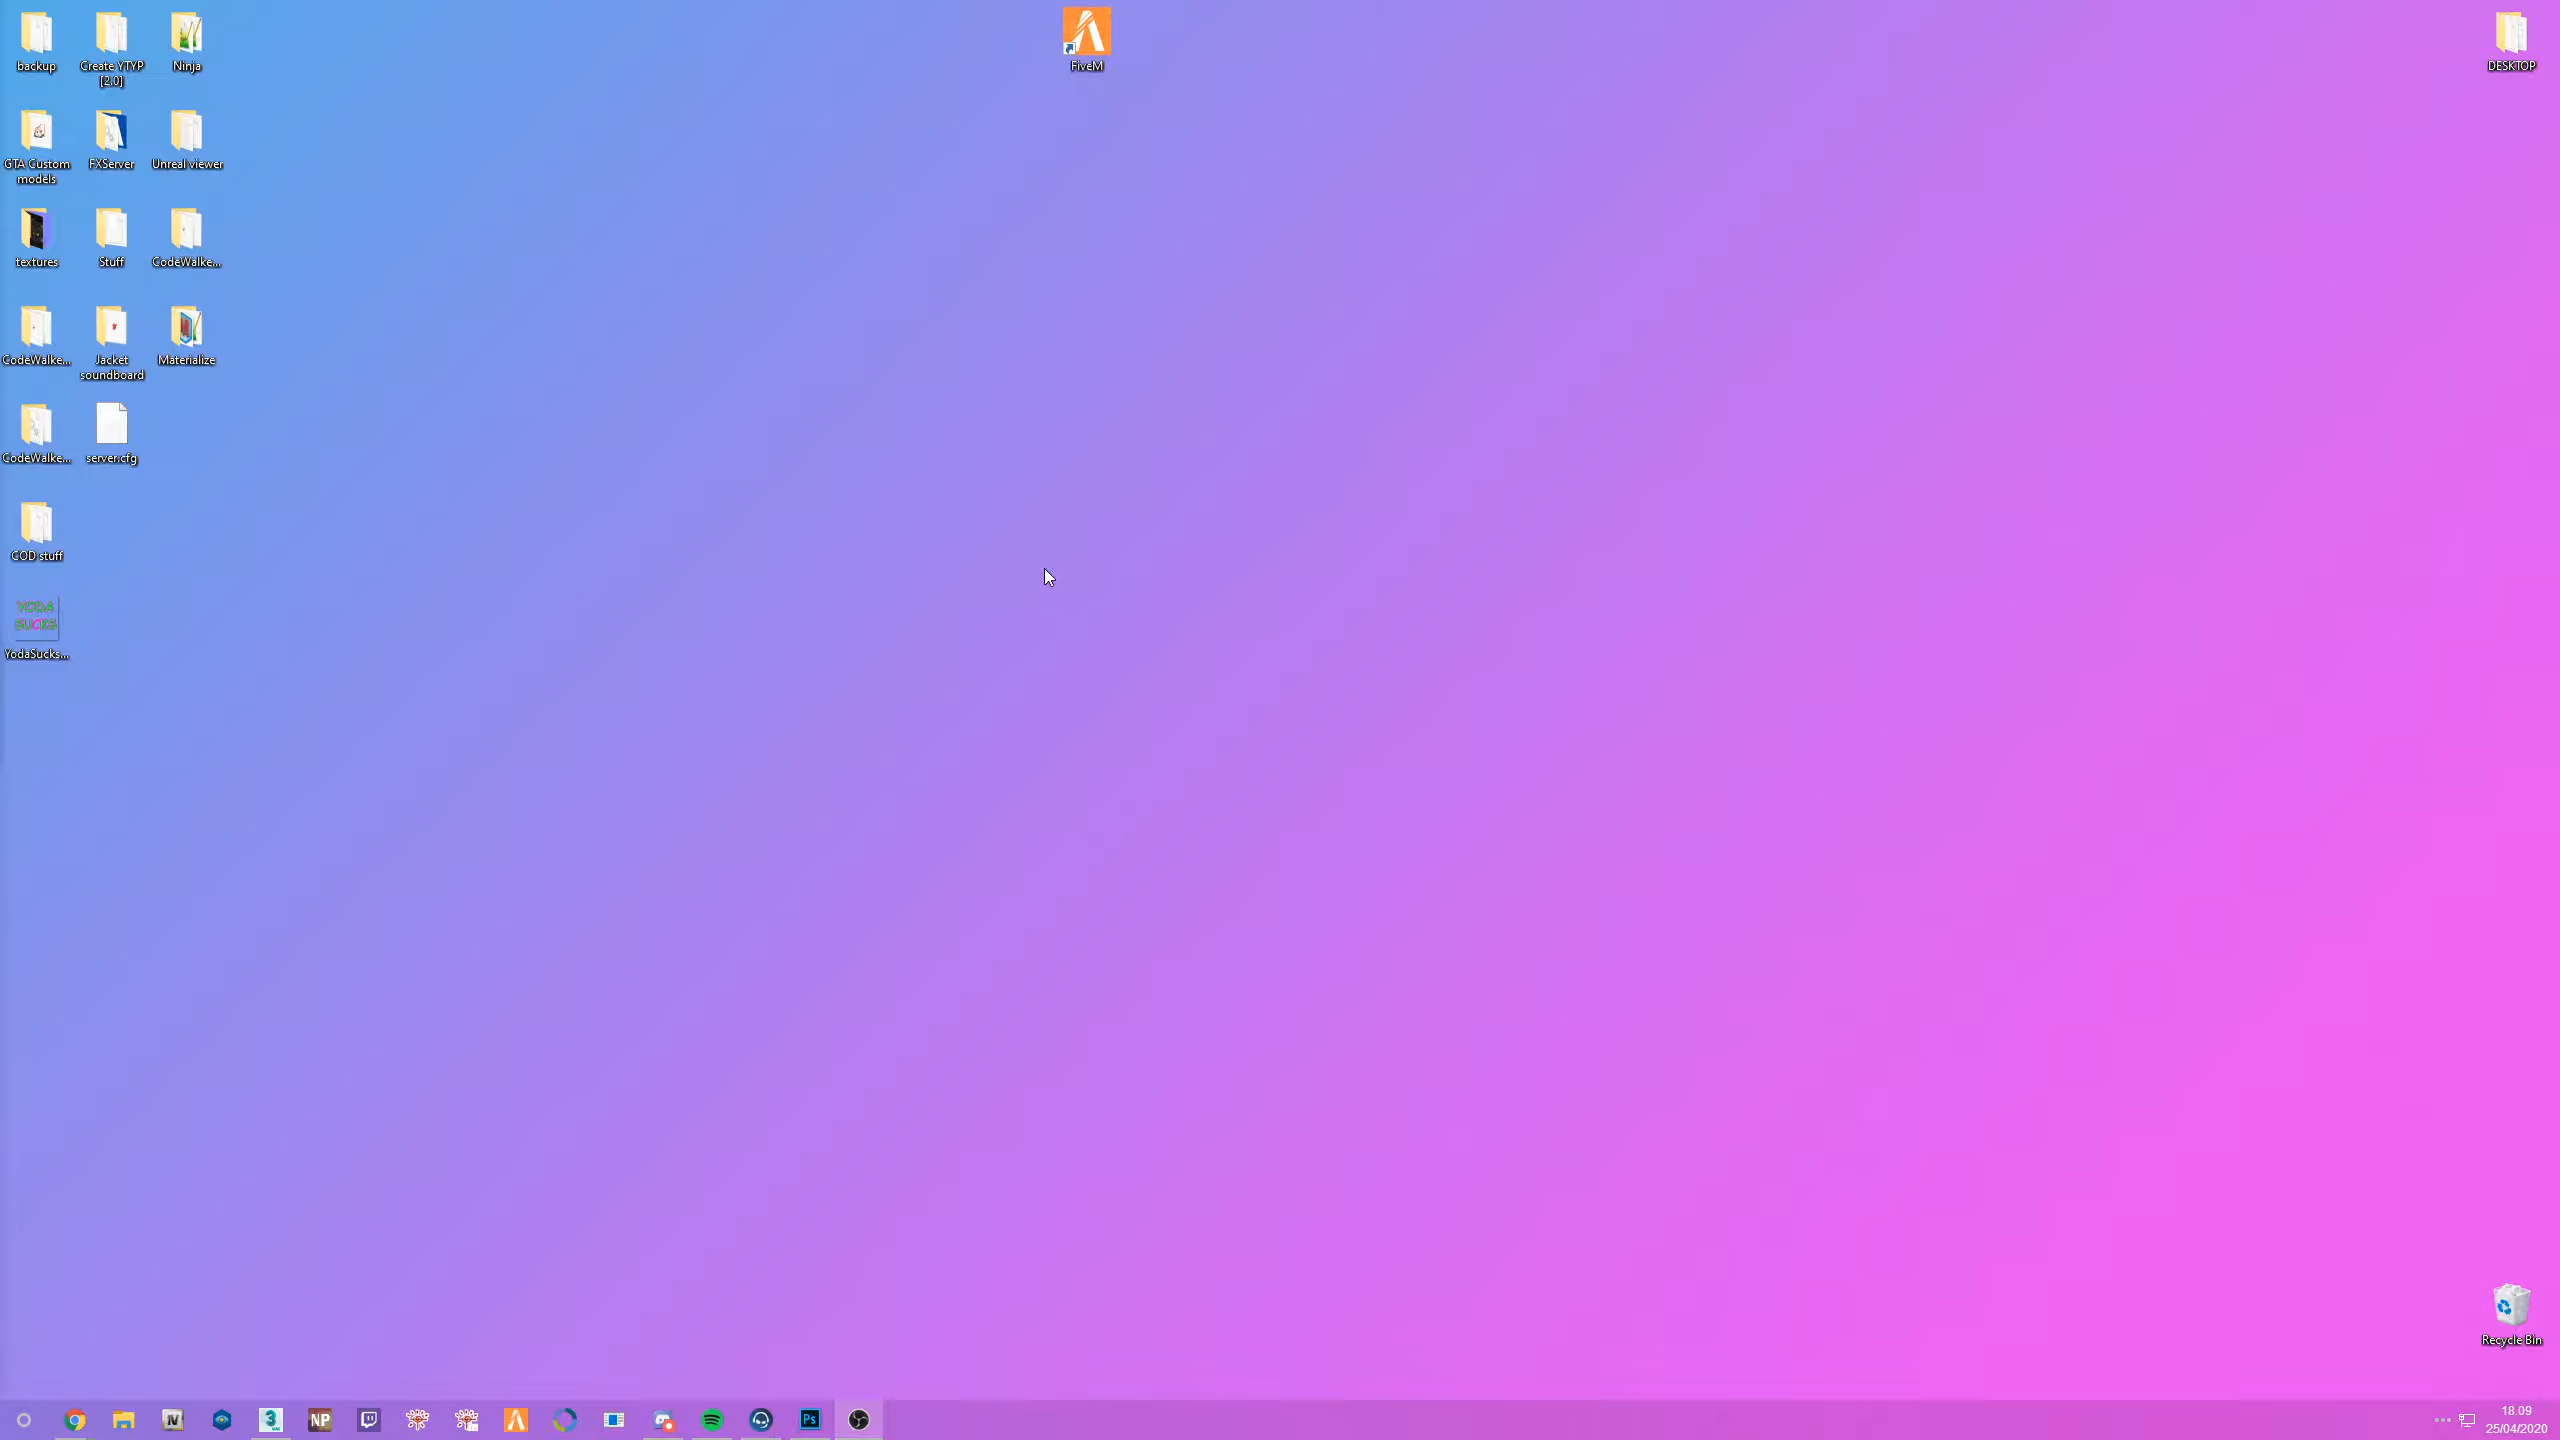 backup
Create YTYP
[2.0]
Ninja
FiveM
DESKTOP
GTA Custom
models
FXServer
Unreal viewer
textures
Stuff
CodeWalke...
CodeWalke...
Jacket
soundboard
Materialize
CodeWalke...
server.cfg
COD stuff
YODA
SUCKS
YodaSucks...
Recycle Bin
NP
Ps
18.09
25/04/2020